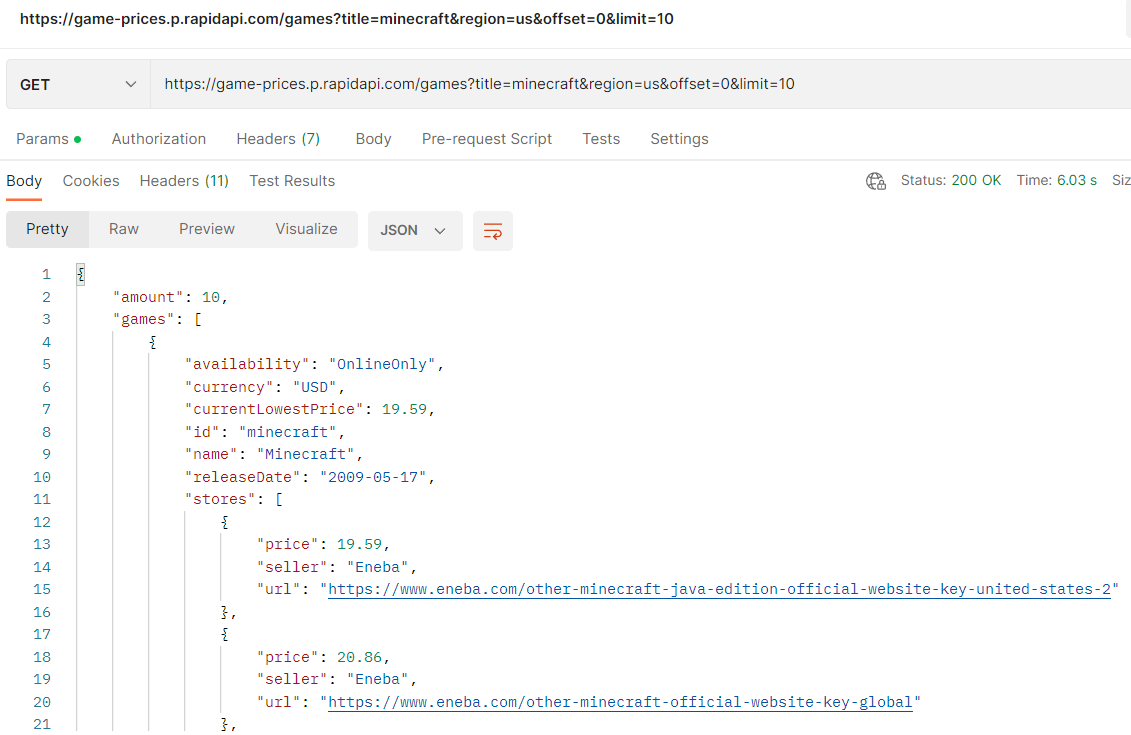 https://game-prices.p.rapidapi.com/games?title=minecraft&region=us&offset=0&limit=10
GET https://game-prices.p.rapidapi.com/games?title=minecraft&region=us&offset=0&limit=10
Params Authorization Headers (7) Body Pre-request Script Tests Settings
Body Cookies Headers (11) Test Results Status: 200 OK Time: 6.03 s Siz
Pretty Raw Preview Visualize JSON
1 {
2 "amount": 10,
3 "games": [
4 {
5 "availability": "OnlineOnly",
6 "currency": "USD",
7 "currentLowestPrice": 19.59,
8 "id": "minecraft",
9 "name": "Minecraft",
10 "releaseDate": "2009-05-17",
11 "stores": [
12 {
13 "price": 19.59,
14 "seller": "Eneba",
15 "url": "https://www.eneba.com/other-minecraft-java-edition-official-website-key-united-states-2"
16 },
17 {
18 "price": 20.86,
19 "seller": "Eneba",
20 "url": "https://www.eneba.com/other-minecraft-official-website-key-global"
21 },